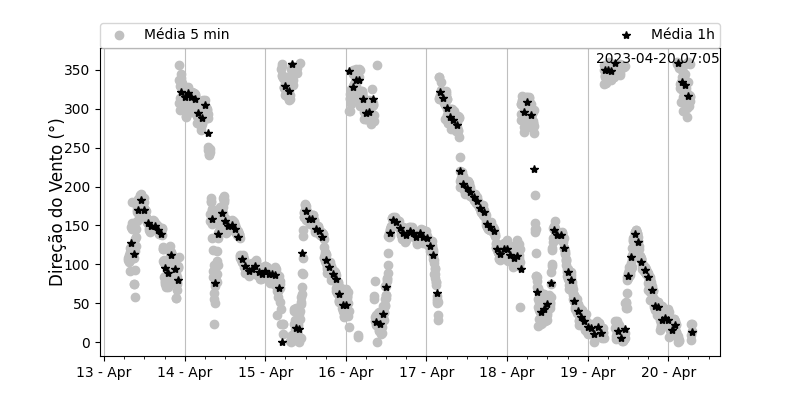 Média 5 min
Média 1h
2023-04-20 07:05
Direção do Vento (°)
350
300
250
200
150
100
50
0
13 - Apr
14 - Apr
15 - Apr
16 - Apr
17 - Apr
18 - Apr
19 - Apr
20 - Apr